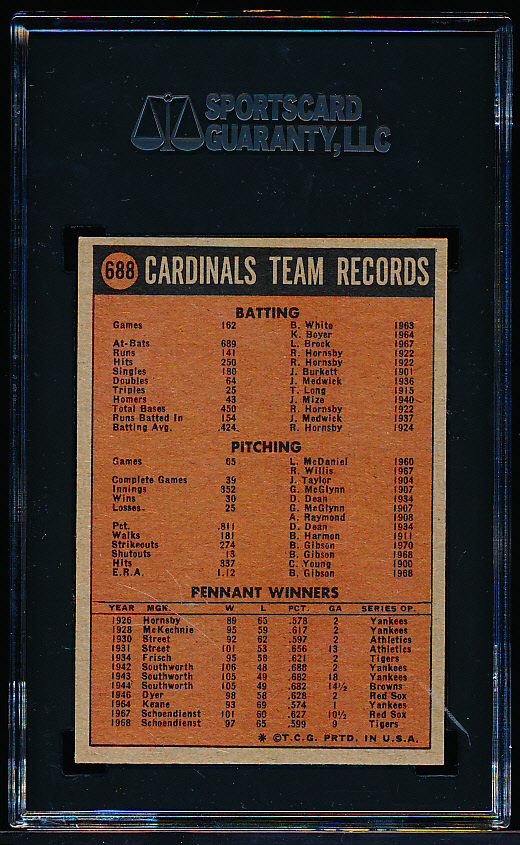 SPORTSCARD
GUARANTY, LLC
688 CARDINALS TEAM RECORDS
BATTING
Games 162 B. White 1963
K. Boyer 1964
At-Bats 689 L. Brock 1967
Runs 141 R. Hornsby 1922
Hits 250 R. Hornsby 1922
Singles 180 J. Burkett 1901
Doubles 64 J. Medwick 1936
Triples 25 T. Long 1915
Homers 43 J. Mize 1940
Total Bases 450 R. Hornsby 1922
Runs Batted In 154 J. Medwick 1937
Batting Avg. .424 R. Hornsby 1924
PITCHING
Games 65 L. McDaniel 1960
R. Willis 1967
Complete Games 39 J. Taylor 1904
Innings 352 G. McGlynn 1907
Wins 30 D. Dean 1934
Losses 25 G. McGlynn 1907
A. Raymond 1908
Pct. .811 D. Dean 1934
Walks 181 B. Harmon 1911
Strikeouts 274 B. Gibson 1970
Shutouts 13 B. Gibson 1968
Hits 337 C. Young 1900
E.R.A. 1.12 B. Gibson 1968
PENNANT WINNERS
YEAR MGR. W L PCT. GA SERIES OP.
1926 Hornsby 89 65 .578 2 Yankees
1928 McKechnie 95 59 .617 2 Yankees
1930 Street 92 62 .597 2 Athletics
1931 Street 101 53 .656 13 Athletics
1934 Frisch 95 58 .621 2 Tigers
1942 Southworth 106 48 .688 2 Yankees
1943 Southworth 105 49 .682 18 Yankees
1944 Southworth 105 49 .682 14½ Browns
1946 Dyer 98 58 .628 2 Red Sox
1964 Keane 93 69 .574 1 Yankees
1967 Schoendienst 101 60 .627 10½ Red Sox
1968 Schoendienst 97 65 .599 9 Tigers
* ©T.C.G. PRTD. IN U.S.A.